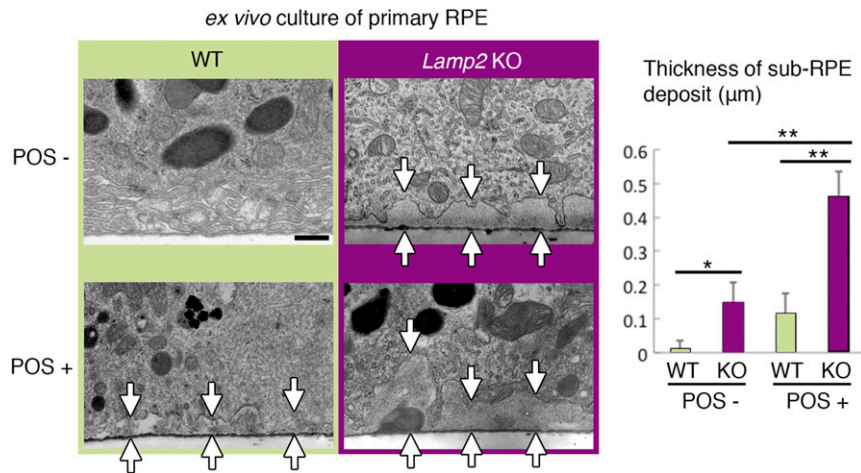 ex vivo culture of primary RPE
WT
Lamp2 KO
POS -
POS +
Thickness of sub-RPE
deposit (µm)
**
**
*
0.6
0.5
0.4
0.3
0.2
0.1
0
WT KO WT KO
POS - POS +